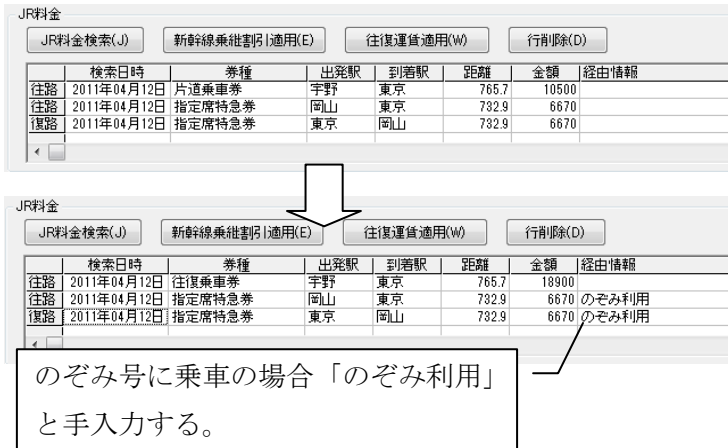 JR料金
JR料金検索(J) 新幹線乗継割引適用(E) 往復運賃適用(W) 行削除(D)
検索日時 券種 出発駅 到着駅 距離 金額 経由情報
往路 2011年04月12日 片道乗車券 宇野 東京 765.7 10500
往路 2011年04月12日 指定席特急券 岡山 東京 732.9 6670
復路 2011年04月12日 指定席特急券 東京 岡山 732.9 6670
JR料金
JR料金検索(J) 新幹線乗継割引適用(E) 往復運賃適用(W) 行削除(D)
検索日時 券種 出発駅 到着駅 距離 金額 経由情報
往路 2011年04月12日 往復乗車券 宇野 東京 765.7 18900
往路 2011年04月12日 指定席特急券 岡山 東京 732.9 6670 のぞみ利用
復路 2011年04月12日 指定席特急券 東京 岡山 732.9 6670 のぞみ利用
のぞみ号に乗車の場合「のぞみ利用」
と手入力する。